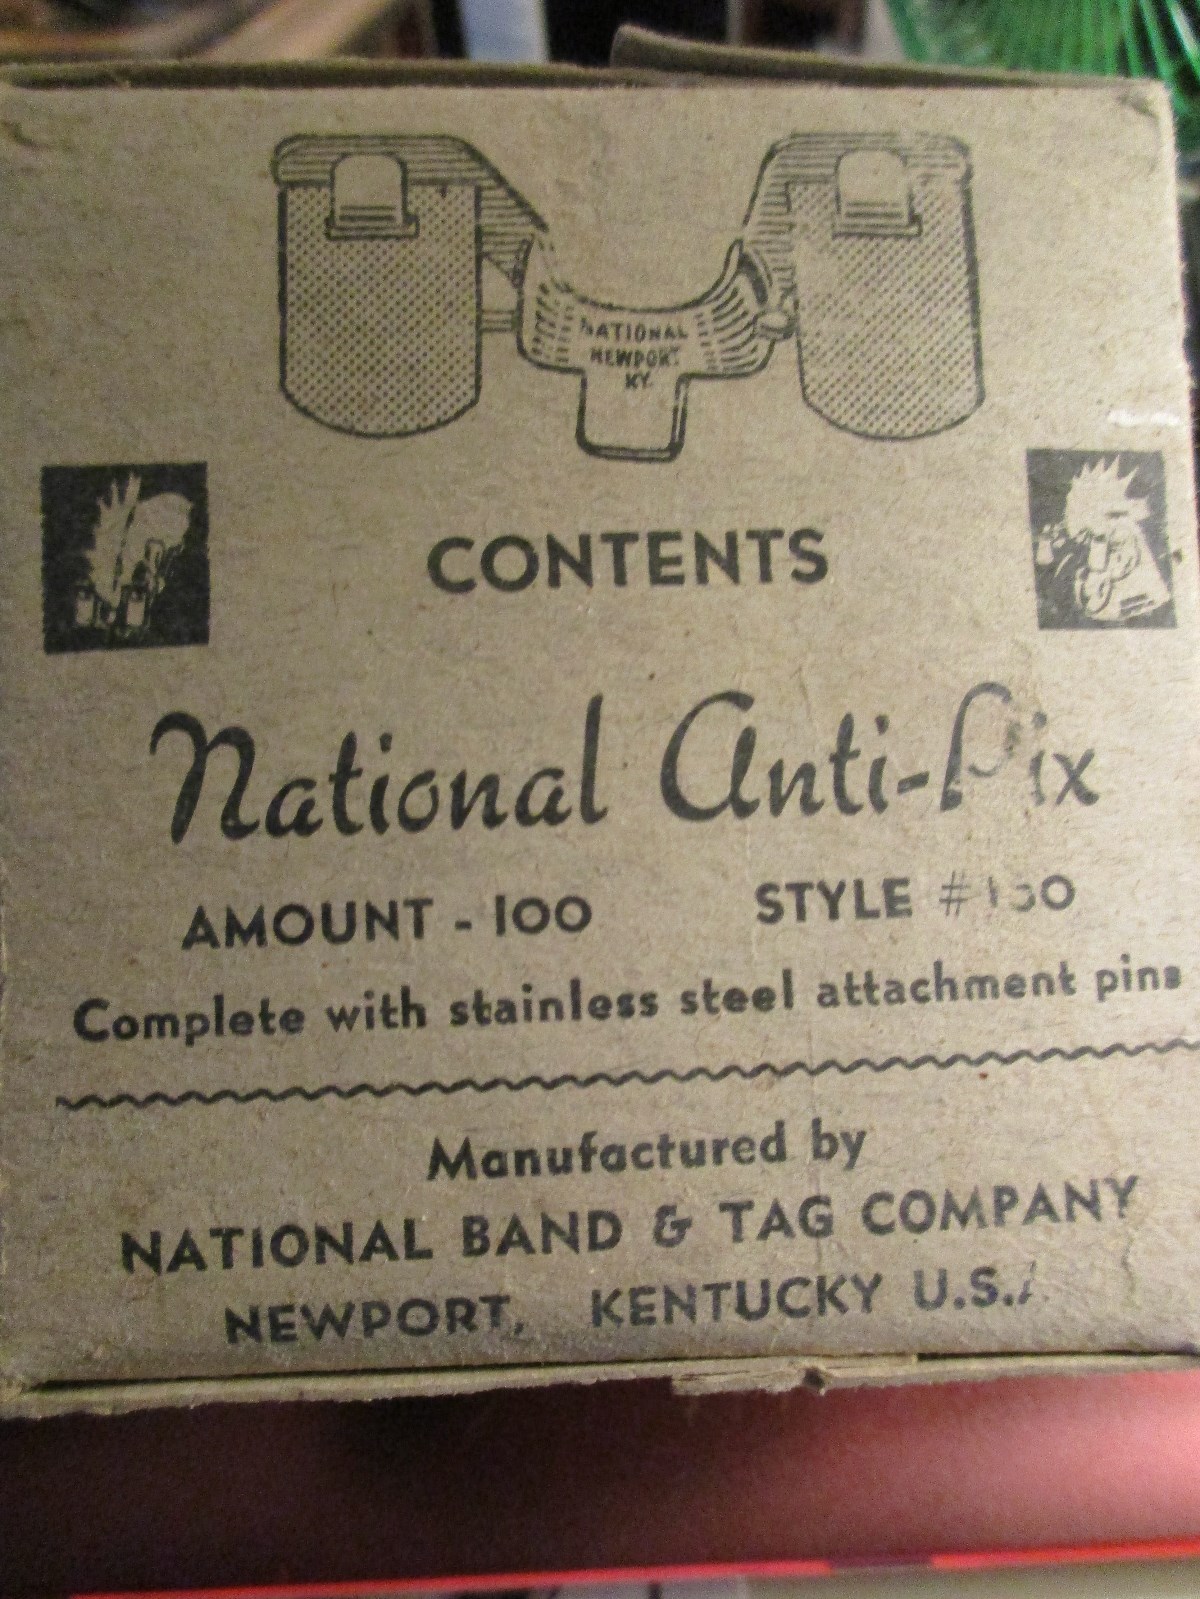 NATIONAL
NEWPORT
KY.
CONTENTS
National Anti-Pix
AMOUNT - 100 STYLE
Complete with stainless steel attachment pins
Manufactured by
NATIONAL BAND & TAG COMPANY
NEWPORT, KENTUCKY U.S.A